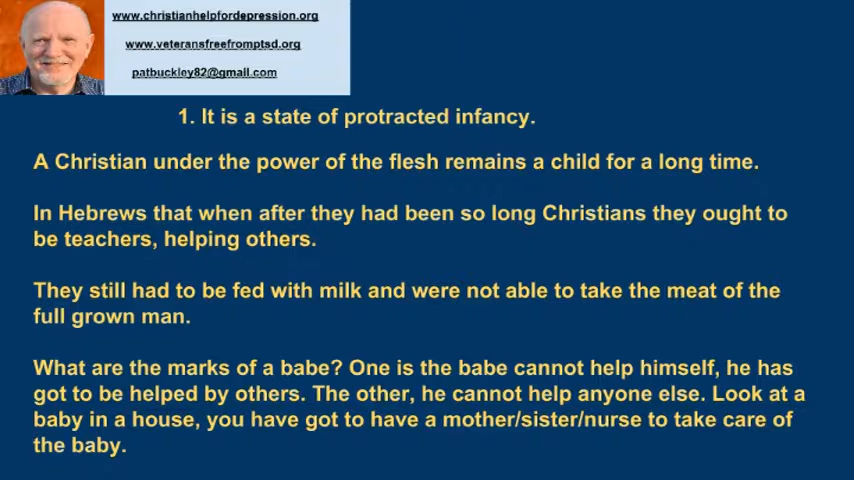 www.christianhelpfordepression.org
www.veteransfreefromptsd.org
patbuckley82@gmail.com
1. It is a state of protracted infancy.
A Christian under the power of the flesh remains a child for a long time.
In Hebrews that when after they had been so long Christians they ought to
be teachers, helping others.
They still had to be fed with milk and were not able to take the meat of the
full grown man.
What are the marks of a babe? One is the babe cannot help himself, he has
got to be helped by others. The other, he cannot help anyone else. Look at a
baby in a house, you have got to have a mother/sister/nurse to take care of
the baby.